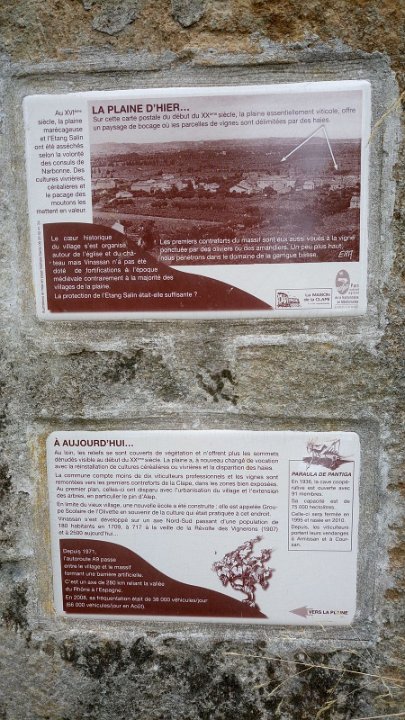 Au XVIème
siècle, la plaine
marécageuse
et l'Etang Salin
ont été asséchés
selon la volonté
des consuls de
Narbonne. Des
cultures vivrières,
céréalières et
le pacage des
moutons les
mettent en valeur.
LA PLAINE D'HIER...
Sur cette carte postale du début du XXème siècle, la plaine essentiellement viticole, offre
un paysage de bocage où les parcelles de vignes sont délimitées par des haies.
Le cœur historique
du village s'est organisé
autour de l'église et du châ-
teau mais Vinassan n'a pas été
doté de fortifications à l'époque
médiévale contrairement à la majorité des
villages de la plaine.
La protection de l'Etang Salin était-elle suffisante ?
Les premiers contreforts du massif sont eux aussi voués à la vigne
ponctuée par des oliviers ou des amandiers. Un peu plus haut,
nous pénétrons dans le domaine de la garrigue basse.
La MAISON
de la CLAPE
Parc
À AUJOURD'HUI...
Au loin, les reliefs se sont couverts de végétation et n'offrent plus les sommets
dénudés visible au début du XXème siècle. La plaine a, à nouveau changé de vocation
avec la réinstallation de cultures céréalières ou vivrières et la disparition des haies.
La commune compte moins de dix viticulteurs professionnels et les vignes sont
remontées vers les premiers contreforts de la Clape, dans les zones bien exposées.
Au premier plan, celles-ci ont disparu avec l'urbanisation du village et l'extension
des arbres, en particulier le pin d'Alep.
En limite de vieux village, une nouvelle école a été construite ; elle est appelée Grou-
pe Scolaire de l'Olivette en souvenir de la culture qui était pratiquée à cet endroit.
Vinassan s'est développé sur un axe Nord-Sud passant d'une population de
188 habitants en 1709, à 717 à la veille de la Révolte des Vignerons (1907)
et à 2500 aujourd'hui...
PARAULA DE PANTIGA
En 1936, la cave coopé-
rative est ouverte avec
91 membres.
Sa capacité est de
75 000 hectolitres.
Celle-ci sera fermée en
1995 et rasée en 2010.
Depuis, les viticulteurs
portent leurs vendanges
à Armissan et à Cour-
san.
Depuis 1971,
l'autoroute A9 passe
entre le village et le massif
formant une barrière artificielle.
C'est un axe de 280 km reliant la vallée
du Rhône à l'Espagne.
En 2008, sa fréquentation était de 38 000 véhicules/jour
(66 000 véhicules/jour en Août).
VERS LA PLAINE